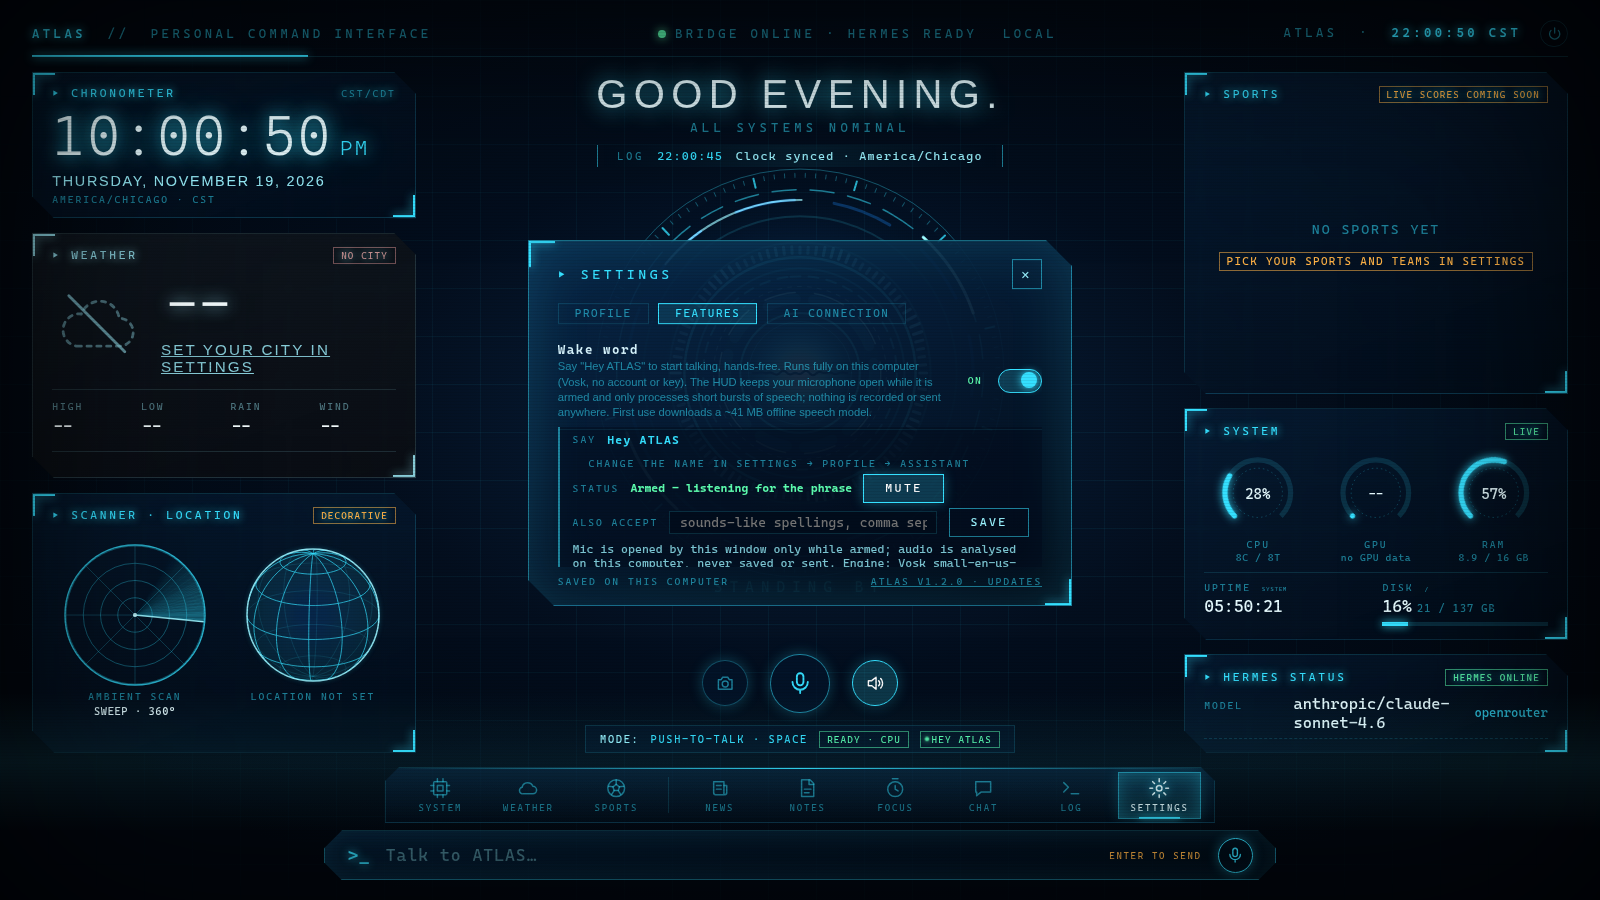 ATLAS // PERSONAL COMMAND INTERFACE
BRIDGE ONLINE · HERMES READY LOCAL
ATLAS · 22:00:50 CST
CHRONOMETER CST/CDT
10:00:50 PM
THURSDAY, NOVEMBER 19, 2026
AMERICA/CHICAGO · CST
WEATHER NO CITY
--
SET YOUR CITY IN
SETTINGS
HIGH LOW RAIN WIND
-- -- -- --
SCANNER · LOCATION DECORATIVE
AMBIENT SCAN LOCATION NOT SET
SWEEP · 360°
GOOD EVENING.
ALL SYSTEMS NOMINAL
LOG 22:00:45 Clock synced · America/Chicago
SETTINGS ×
PROFILE FEATURES AI CONNECTION
Wake word
Say "Hey ATLAS" to start talking, hands-free. Runs fully on this computer
(Vosk, no account or key). The HUD keeps your microphone open while it is
armed and only processes short bursts of speech; nothing is recorded or sent
anywhere. First use downloads a ~41 MB offline speech model.
ON
SAY Hey ATLAS
CHANGE THE NAME IN SETTINGS → PROFILE → ASSISTANT
STATUS Armed – listening for the phrase MUTE
ALSO ACCEPT sounds-like spellings, comma sep SAVE
Mic is opened by this window only while armed; audio is analysed
on this computer, never saved or sent. Engine: Vosk small-en-us-
SAVED ON THIS COMPUTER ATLAS V1.2.0 · UPDATES
MODE: PUSH-TO-TALK · SPACE READY · CPU HEY ATLAS
SYSTEM WEATHER SPORTS NEWS NOTES FOCUS CHAT LOG SETTINGS
>_ Talk to ATLAS… ENTER TO SEND
SPORTS LIVE SCORES COMING SOON
NO SPORTS YET
PICK YOUR SPORTS AND TEAMS IN SETTINGS
SYSTEM LIVE
28% -- 57%
CPU GPU RAM
8C / 8T no GPU data 8.9 / 16 GB
UPTIME SYSTEM DISK /
05:50:21 16% 21 / 137 GB
HERMES STATUS HERMES ONLINE
MODEL anthropic/claude-
sonnet-4.6 openrouter